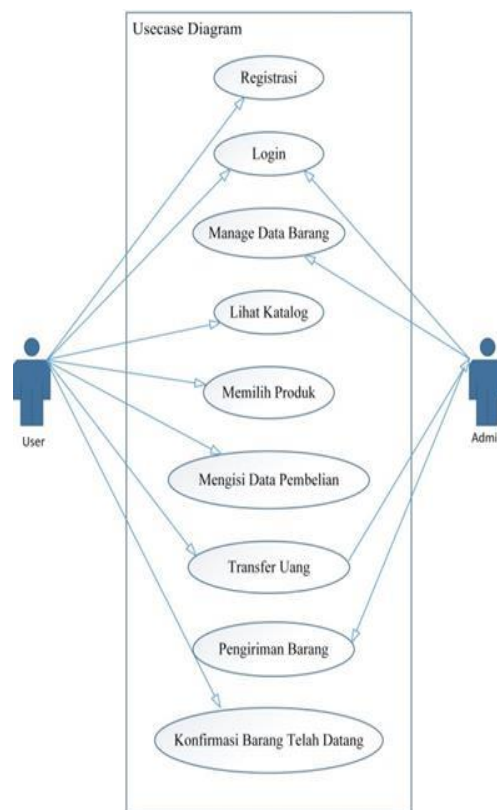 Usecase Diagram
Registrasi
Login
Manage Data Barang
Lihat Katalog
Memilih Produk
User
Admi
Mengisi Data Pembelian
Transfer Uang
Pengiriman Barang
Konfirmasi Barang Telah Datang